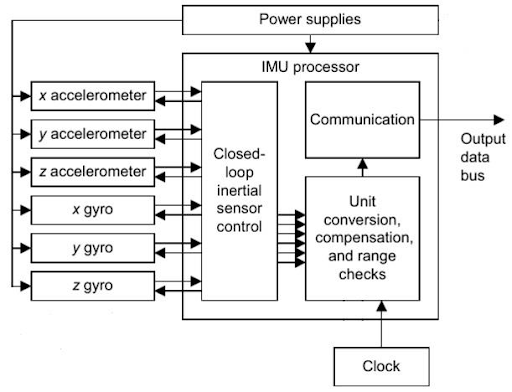 Power supplies
IMU processor
x accelerometer
y accelerometer
z accelerometer
x gyro
y gyro
z gyro
Closed-
loop
inertial
sensor
control
Communication
Unit
conversion,
compensation,
and range
checks
Output
data
bus
Clock